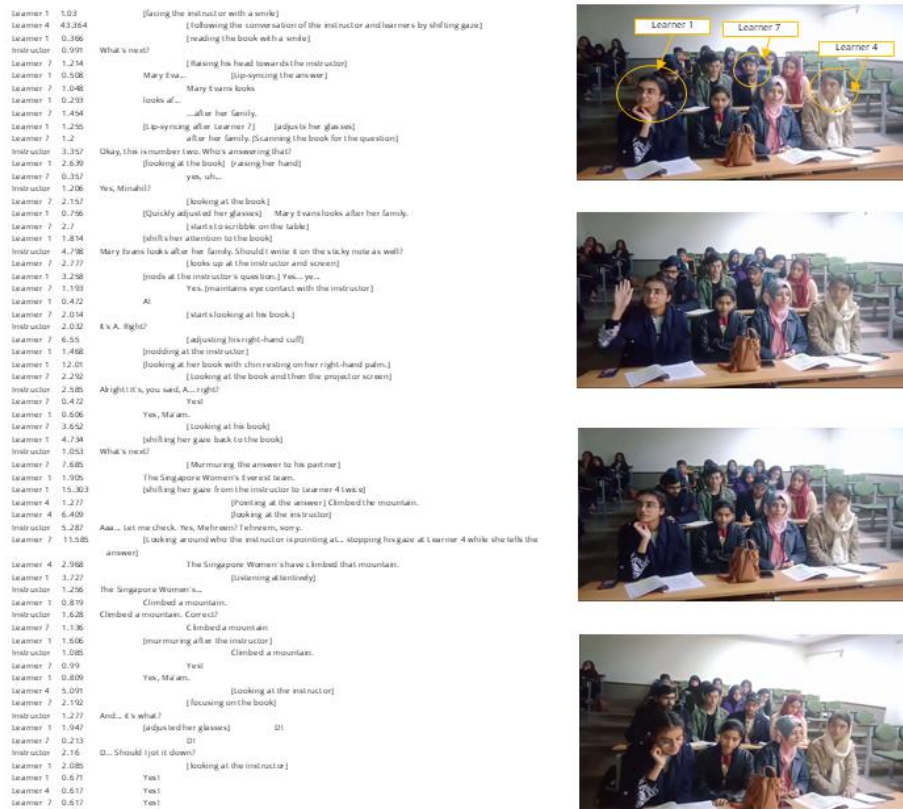 Learner 1 1.03 [facing the instructor with a smile]
Learner 4 43.364 [following the conversation of the instructor and learners by shifting gaze]
Learner 1 0.366 [reading the book with a smile]
Instructor 0.991 What's next?
Learner 7 1.214 [Raising his head towards the instructor]
Learner 1 0.508 Mary Eva... [Lip-syncing the answer]
Learner 7 1.048 Mary Evans looks
Learner 1 0.293 looks af...
Learner 7 1.454 ...after her family.
Learner 1 1.255 [Lip-syncing after Learner 7] [adjusts her glasses]
Learner 7 1.2 after her family. [Scanning the book for the question]
Instructor 3.357 Okay, this is number two. Who's answering that?
Learner 1 2.639 [looking at the book] [raising her hand]
Learner 7 0.357 yes, uh...
Instructor 1.206 Yes, Minahil?
Learner 7 2.157 [looking at the book]
Learner 1 0.756 [Quickly adjusted her glasses] Mary Evans looks after her family.
Learner 7 2.7 [starts to scribble on the table]
Learner 1 1.814 [shifts her attention to the book]
Instructor 4.798 Mary Evans looks after her family. Should I write it on the sticky note as well?
Learner 7 2.777 [looks up at the instructor and screen]
Learner 1 3.258 [nods at the instructor's question.] Yes... ye...
Learner 7 1.193 Yes. [maintains eye contact with the instructor]
Learner 1 0.472 A!
Learner 7 2.014 [starts looking at his book.]
Instructor 2.032 It's A. Right?
Learner 7 6.55 [adjusting his right-hand cuff]
Learner 1 1.468 [nodding at the instructor]
Learner 1 12.01 [looking at her book with chin resting on her right-hand palm.]
Learner 7 2.292 [Looking at the book and then the projector screen]
Instructor 2.585 Alright! It's, you said, A... right?
Learner 7 0.472 Yes!
Learner 1 0.606 Yes, Ma'am.
Learner 7 3.652 [Looking at his book]
Learner 1 4.734 [shifting her gaze back to the book]
Instructor 1.053 What's next?
Learner 7 7.685 [Murmuring the answer to his partner]
Learner 1 1.905 The Singapore Women's Everest team.
Learner 1 15.303 [shifting her gaze from the instructor to Learner 4 twice]
Learner 4 1.277 [Pointing at the answer] Climbed the mountain.
Learner 4 6.409 [looking at the instructor]
Instructor 5.287 Aaa... Let me check. Yes, Mehreen? Tehreem, sorry.
Learner 7 11.585 [Looking around who the instructor is pointing at... stopping his gaze at Learner 4 while she tells the
answer]
Learner 4 2.968 The Singapore Women's have climbed that mountain.
Learner 1 3.727 [Listening attentively]
Instructor 1.256 The Singapore Women's...
Learner 1 0.819 Climbed a mountain.
Instructor 1.628 Climbed a mountain. Correct?
Learner 7 1.136 Climbed a mountain
Learner 1 1.606 [murmuring after the instructor]
Instructor 1.085 Climbed a mountain.
Learner 7 0.99 Yes!
Learner 1 0.809 Yes, Ma'am.
Learner 4 5.091 [Looking at the instructor]
Learner 7 2.192 [focusing on the book]
Instructor 1.277 And... it's what?
Learner 1 1.947 [adjusted her glasses] D!
Learner 7 0.213 D!
Instructor 2.16 D... Should I jot it down?
Learner 1 2.085 [looking at the instructor]
Learner 1 0.671 Yes!
Learner 4 0.617 Yes!
Learner 7 0.617 Yes!
Learner 1
Learner 7
Learner 4